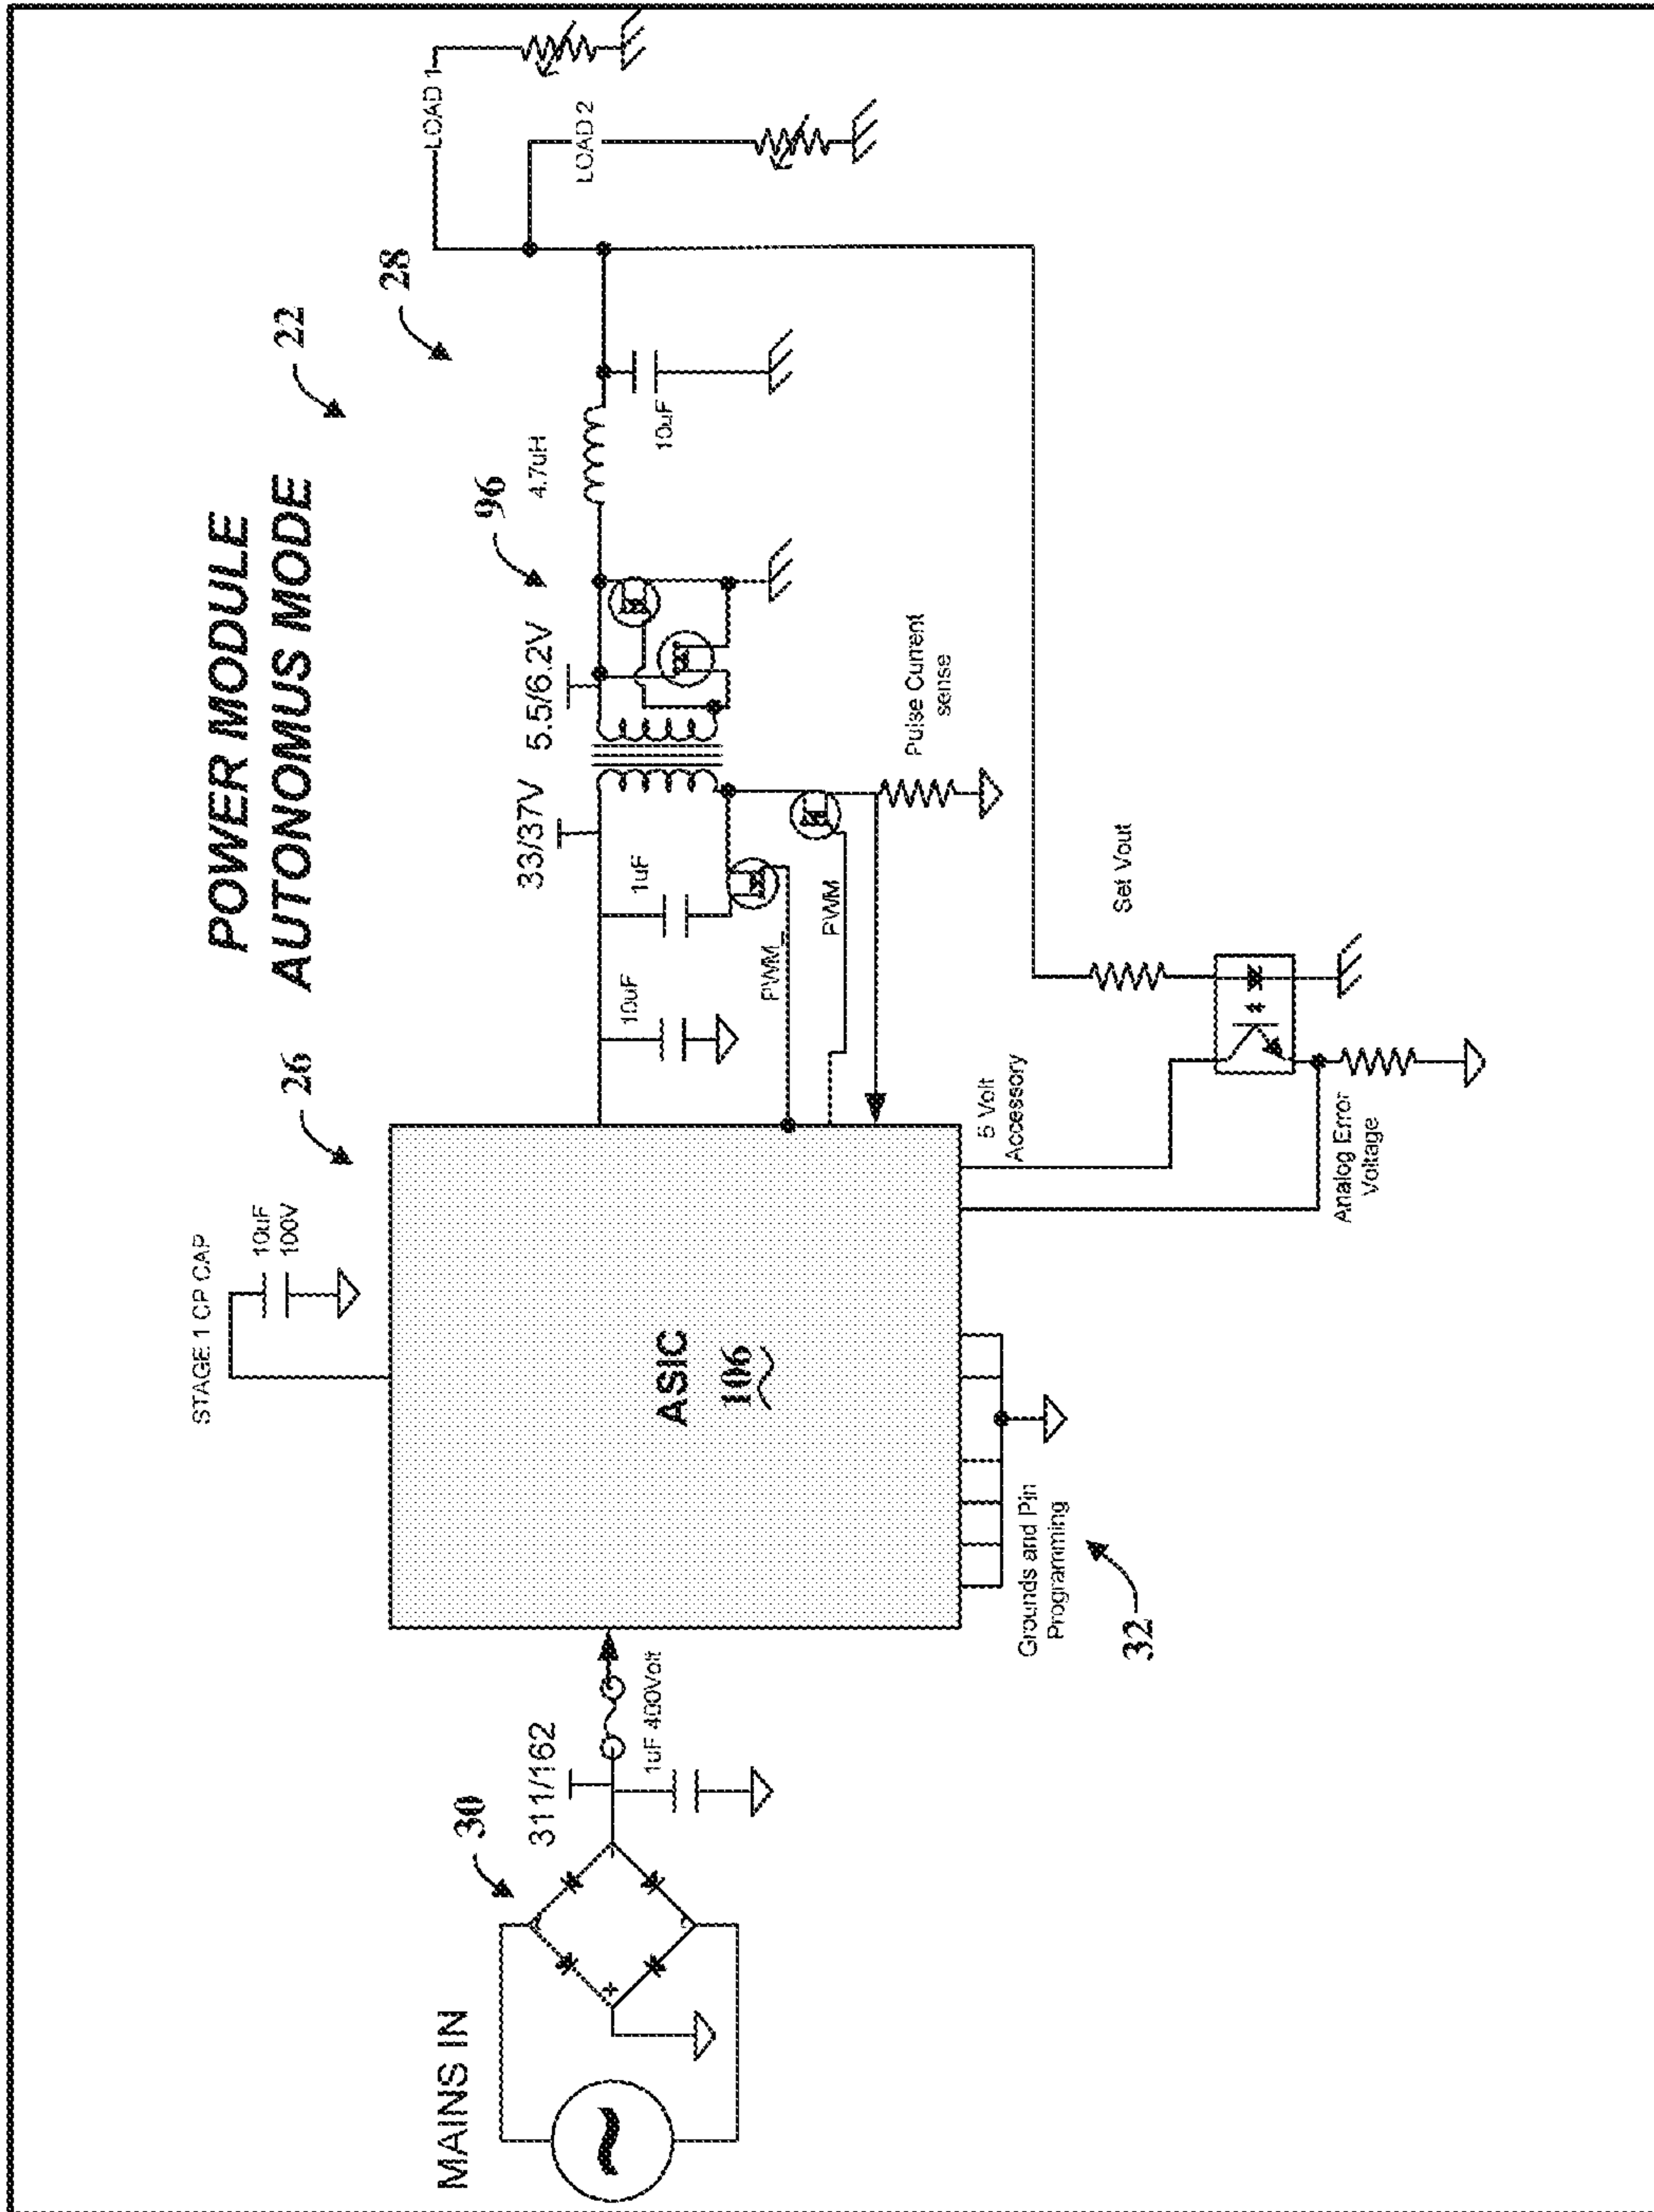 POWER MODULE
AUTONOMUS MODE
22
26
28
STAGE 1 CP CAP
10uF
100V
MAINS IN
30
311/162
1uF 400Volt
ASIC
106
Grounds and Pin
Programming
32
10uF
1uF
33/37V
5.5/6.2V
96
4.7uH
10uF
LOAD 1
LOAD 2
PWM_
PWM
Pulse Current
sense
5 Volt
Accessory
Set Vout
Analog Error
Voltage